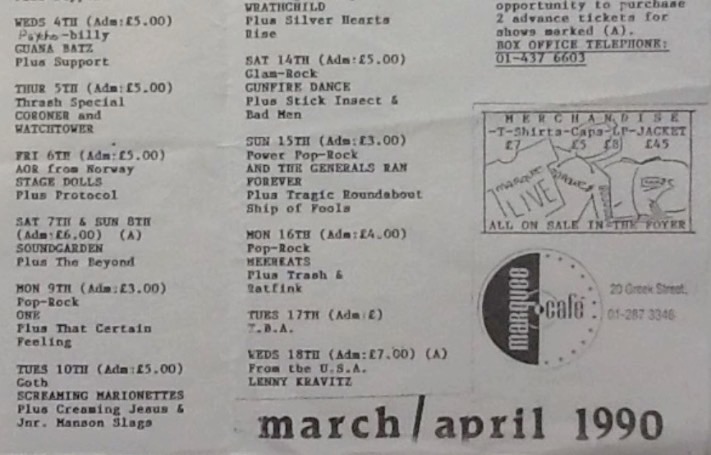 WEDS 4TH (Adm:£5.00)
Psycho-billy
GUANA BATZ
Plus Support
THUR 5TH (Adm:£5.00)
Thrash Special
CORONER and
WATCHTOWER
FRI 6TH (Adm:£5.00)
AOR from Norway
STAGE DOLLS
Plus Protocol
SAT 7TH & SUN 8TH
(Adm:£6.00) (A)
SOUNDGARDEN
Plus The Beyond
MON 9TH (Adm:£3.00)
Pop-Rock
ONE
Plus That Certain
Feeling
TUES 10TH (Adm:£5.00)
Goth
SCREAMING MARIONETTES
Plus Creaming Jesus &
Jnr. Manson Slags
WRATHCHILD
Plus Silver Hearts
Rise
SAT 14TH (Adm:£5.00)
Glam-Rock
GUNFIRE DANCE
Plus Stick Insect &
Bad Men
SUN 15TH (Adm:£3.00)
Power Pop-Rock
AND THE GENERALS RAN
FOREVER
Plus Tragic Roundabout
Ship of Fools
MON 16TH (Adm:£4.00)
Pop-Rock
MEERKATS
Plus Trash &
Ratfink
TUES 17TH (Adm:£)
T.B.A.
WEDS 18TH (Adm:£7.00) (A)
From the U.S.A.
LENNY KRAVITZ
opportunity to purchase
2 advance tickets for
shows marked (A).
BOX OFFICE TELEPHONE:
01-437 6603
MERCHANDISE
-T-Shirts-Caps-LP-JACKET
£7 £5 £8 £45
marquee
LIVE
ALL ON SALE IN THE FOYER
marquee café
20 Greek Street,
01-287 3346
march/april 1990